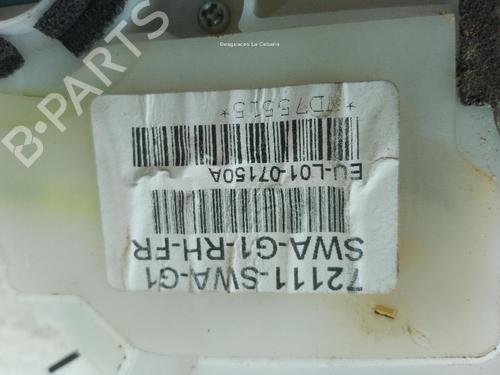 72111-SWA-G1
SWA-G1-RH-FR
EU-L01-07150A
B-PARTS
Desguaces La Cabaña